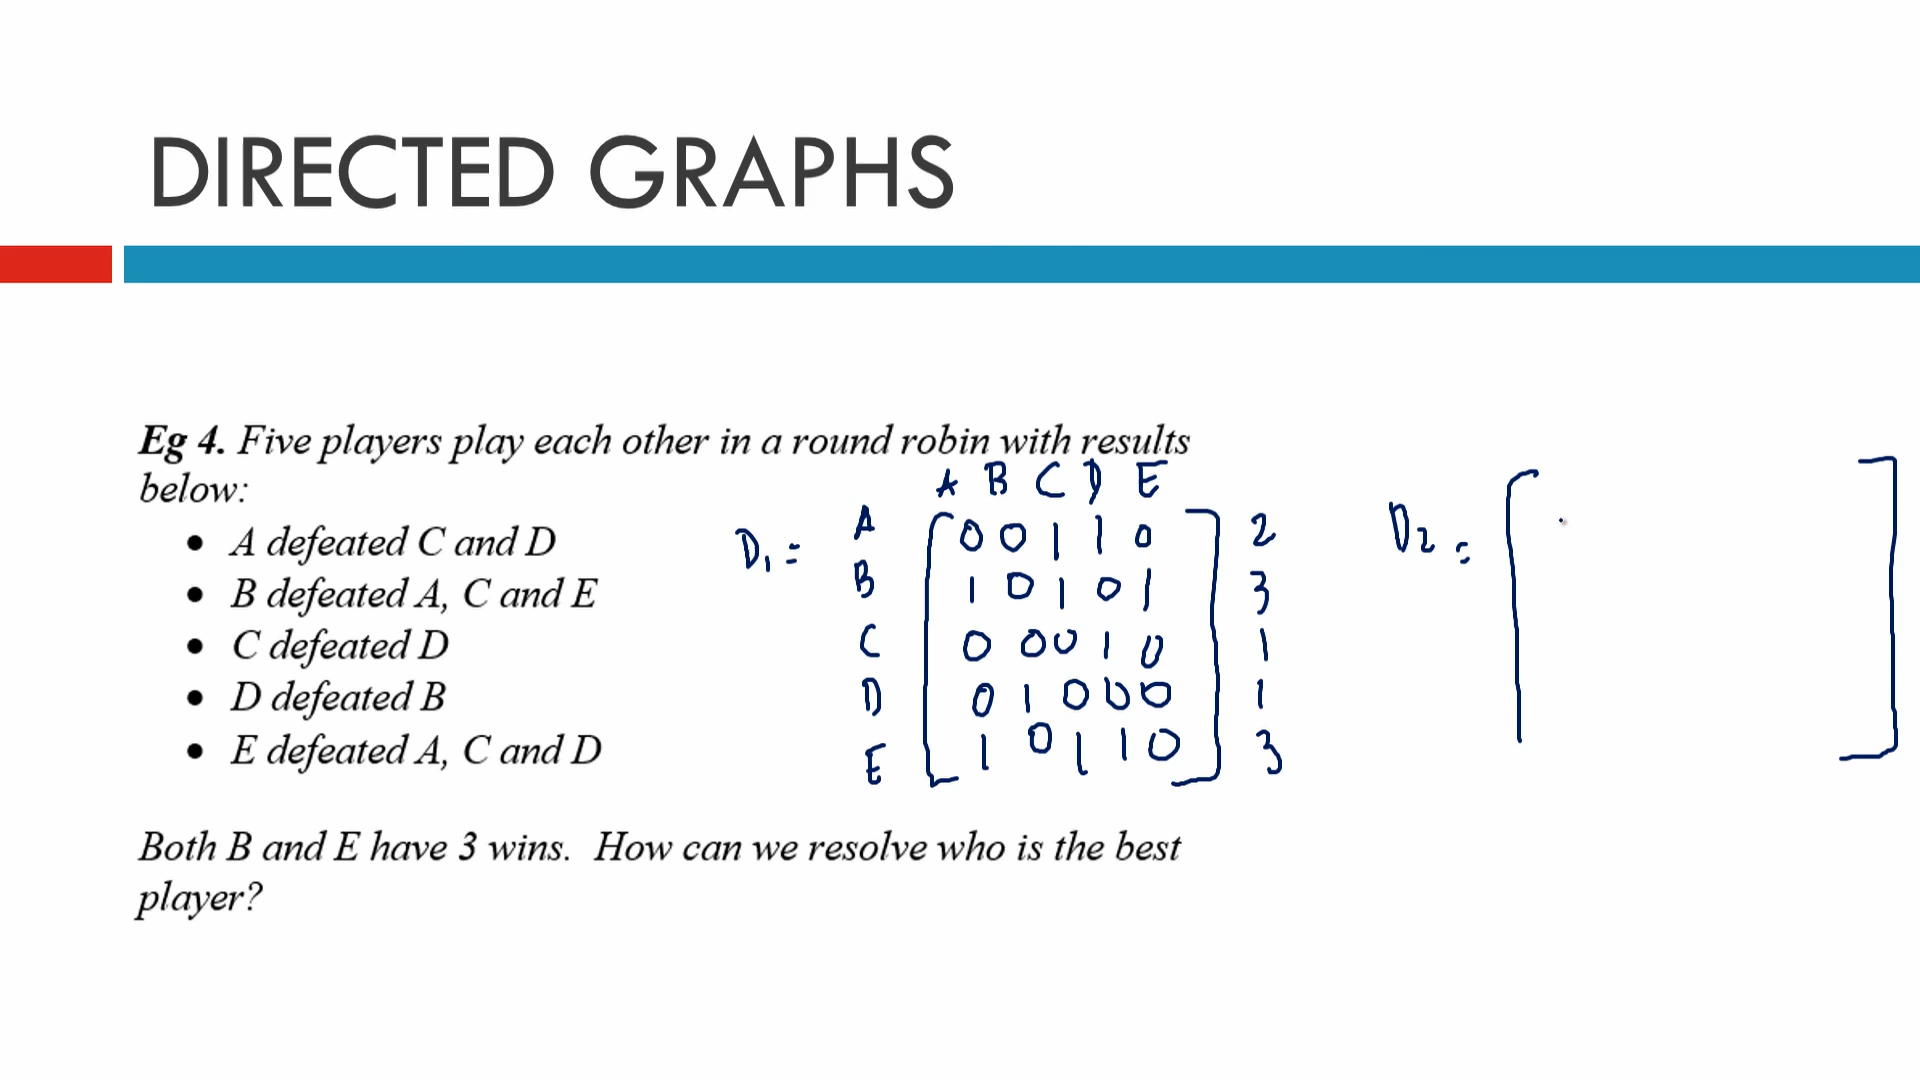 DIRECTED GRAPHS
Eg 4. Five players play each other in a round robin with results
below:
• A defeated C and D
• B defeated A, C and E
• C defeated D
• D defeated B
• E defeated A, C and D
A B C D E
D₁ = A [ 0 0 1 1 0 ] 2
B 1 0 1 0 1 3
C 0 0 0 1 0 1
D 0 1 0 0 0 1
E 1 0 1 1 0 3
D₂ = [ ]
Both B and E have 3 wins. How can we resolve who is the best
player?